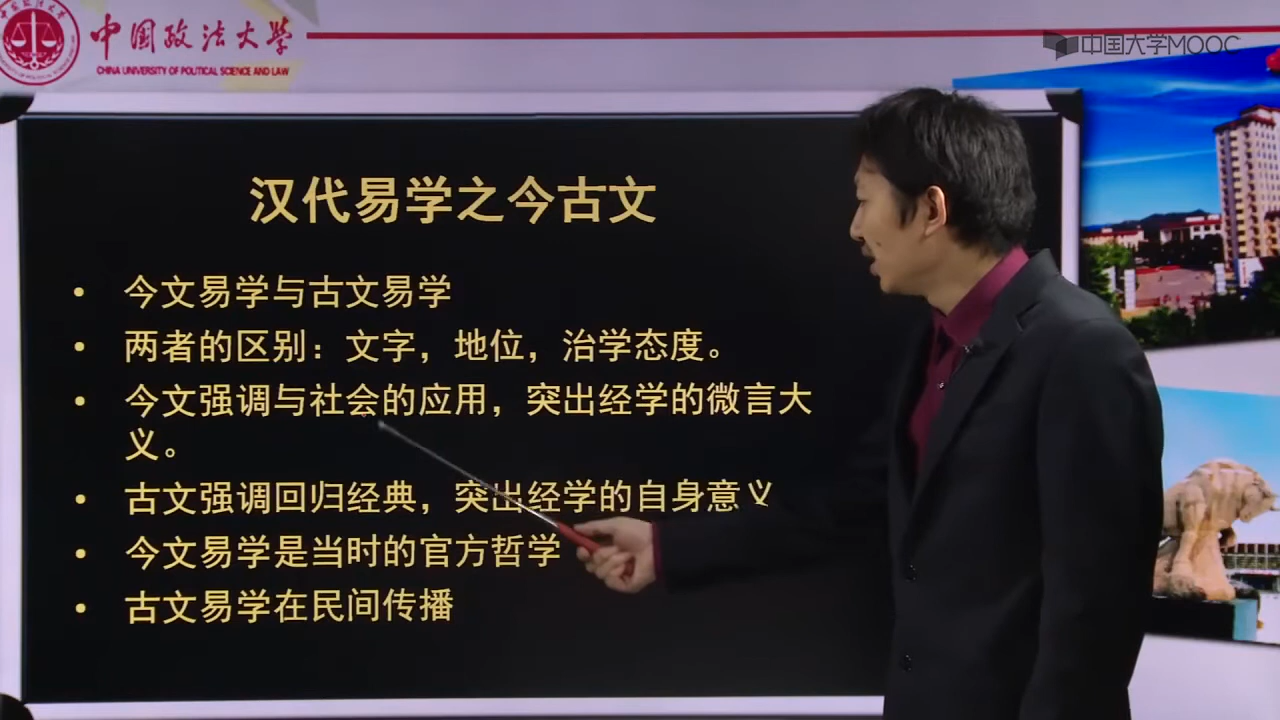 中国政法大学
CHINA UNIVERSITY OF POLITICAL SCIENCE AND LAW
中国大学MOOC
汉代易学之今古文
• 今文易学与古文易学
• 两者的区别：文字，地位，治学态度。
• 今文强调与社会的应用，突出经学的微言大
义。
• 古文强调回归经典，突出经学的自身意义
• 今文易学是当时的官方哲学
• 古文易学在民间传播